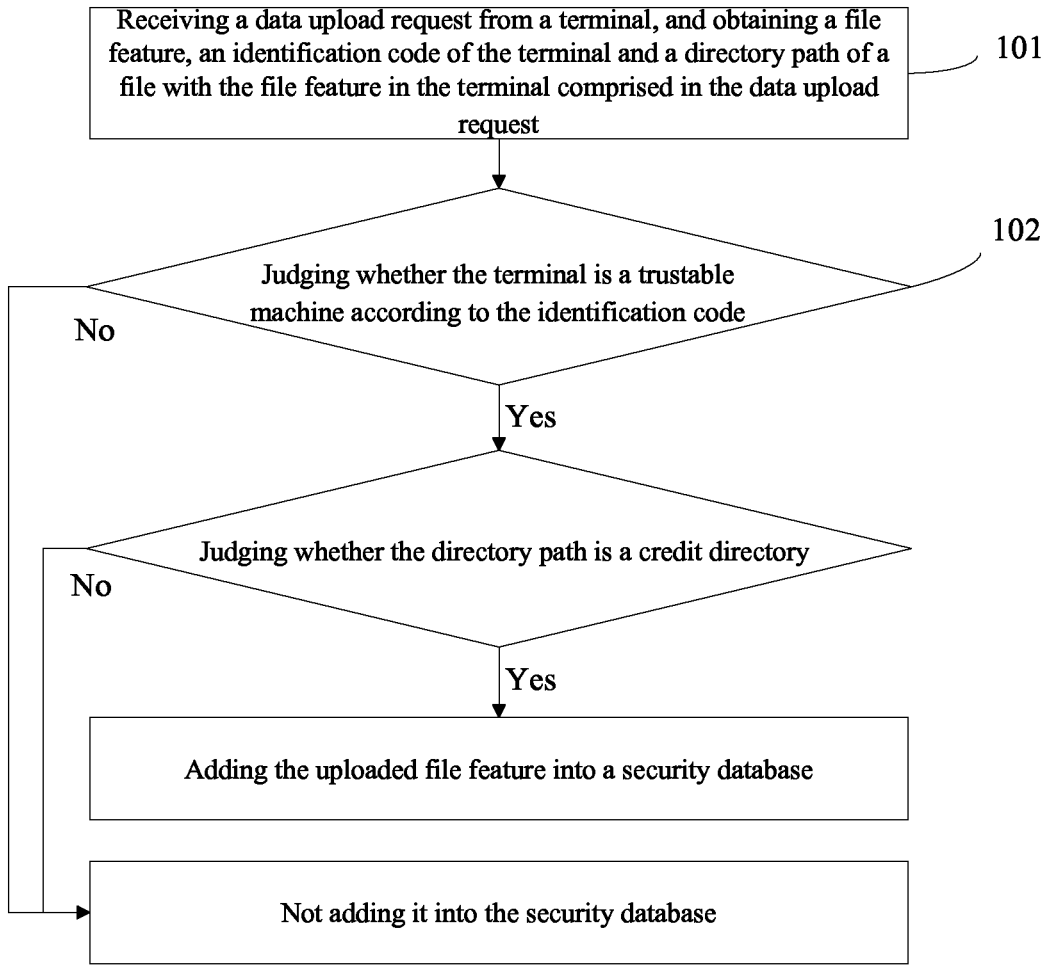 Receiving a data upload request from a terminal, and obtaining a file
feature, an identification code of the terminal and a directory path of a
file with the file feature in the terminal comprised in the data upload
request
101
102
Judging whether the terminal is a trustable
machine according to the identification code
No
Yes
Judging whether the directory path is a credit directory
No
Yes
Adding the uploaded file feature into a security database
Not adding it into the security database